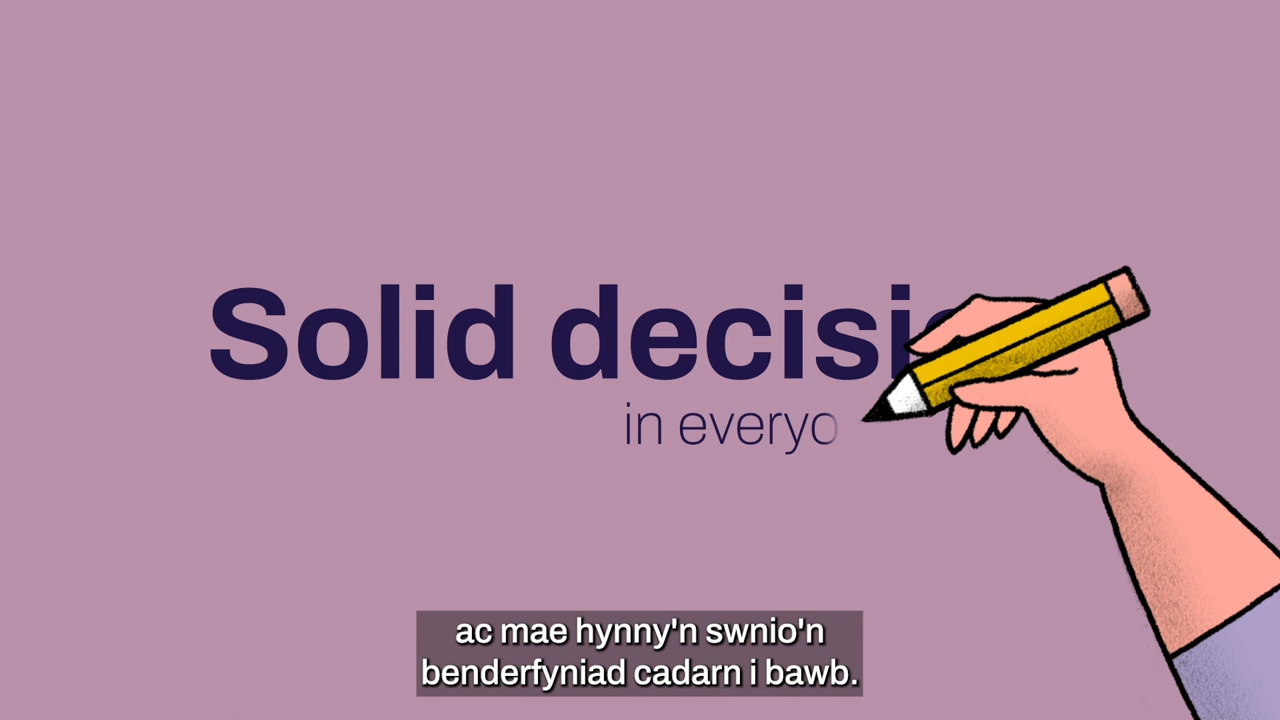 Solid decisi
in everyo
ac mae hynny'n swnio'n
benderfyniad cadarn i bawb.